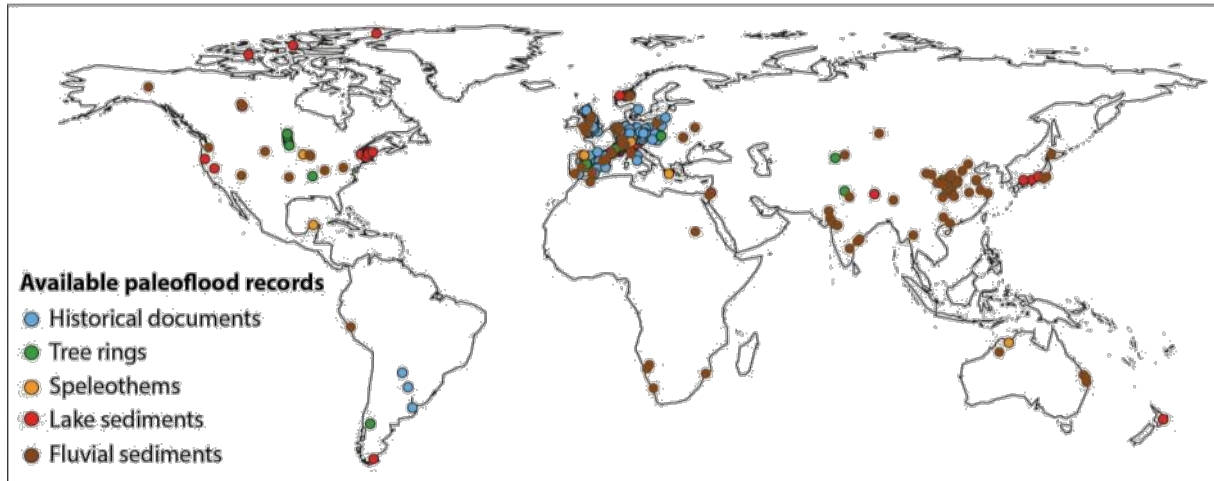 Available paleoflood records
Historical documents
Tree rings
Speleothems
Lake sediments
Fluvial sediments